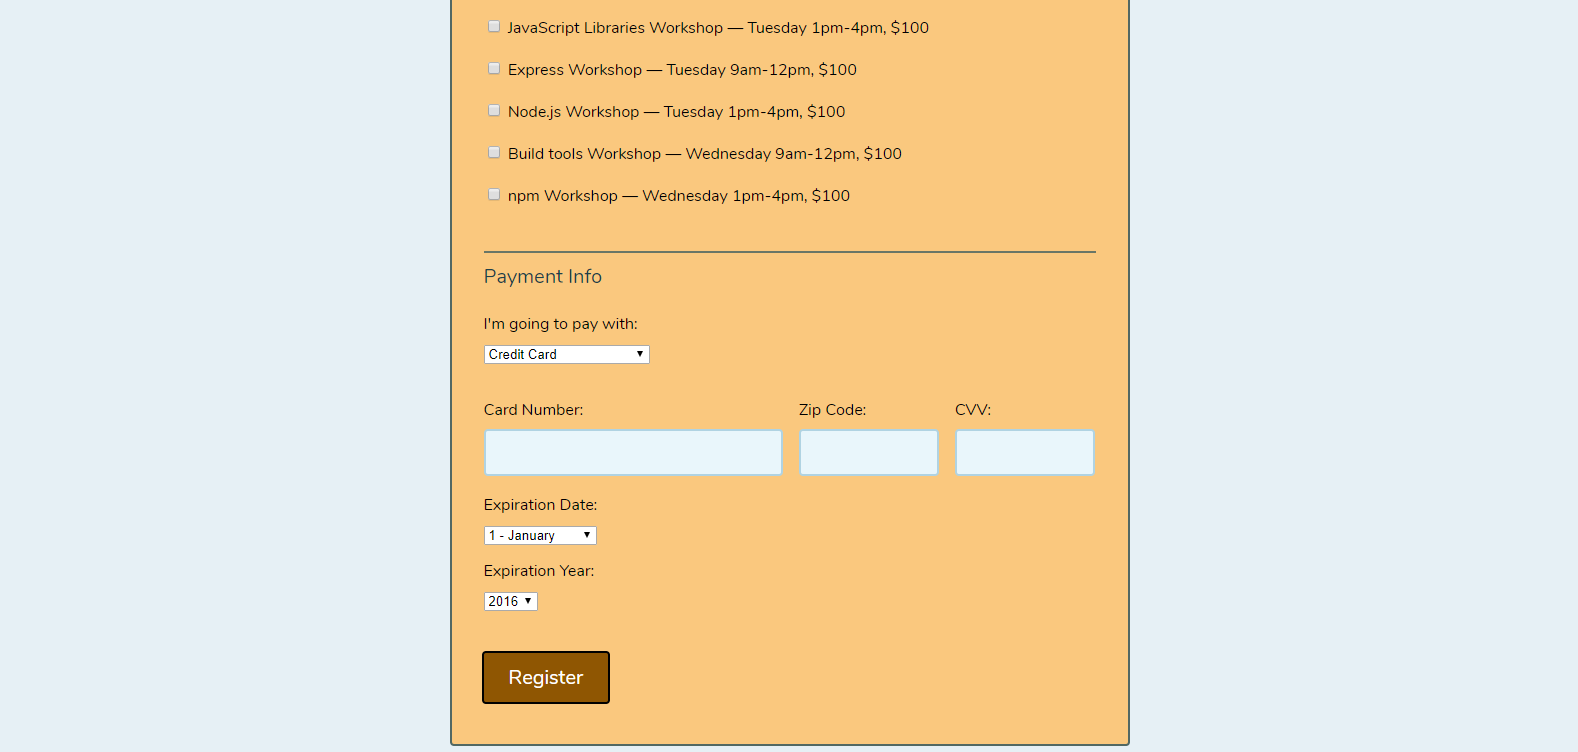 JavaScript Libraries Workshop — Tuesday 1pm-4pm, $100
Express Workshop — Tuesday 9am-12pm, $100
Node.js Workshop — Tuesday 1pm-4pm, $100
Build tools Workshop — Wednesday 9am-12pm, $100
npm Workshop — Wednesday 1pm-4pm, $100
Payment Info
I'm going to pay with:
Credit Card
Card Number: Zip Code: CVV:
Expiration Date:
1 - January
Expiration Year:
2016
Register